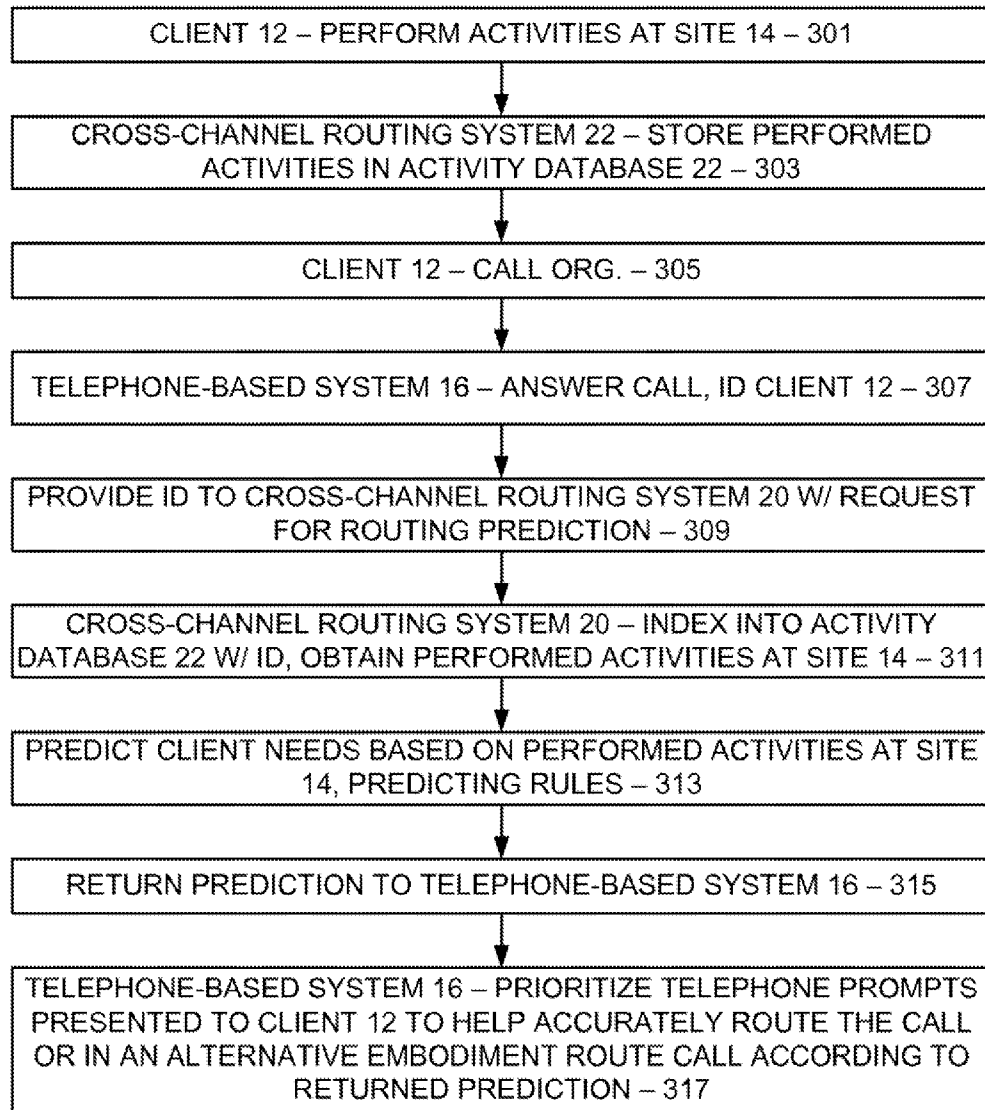 CLIENT 12 – PERFORM ACTIVITIES AT SITE 14 – 301
CROSS-CHANNEL ROUTING SYSTEM 22 – STORE PERFORMED
ACTIVITIES IN ACTIVITY DATABASE 22 – 303
CLIENT 12 – CALL ORG. – 305
TELEPHONE-BASED SYSTEM 16 – ANSWER CALL, ID CLIENT 12 – 307
PROVIDE ID TO CROSS-CHANNEL ROUTING SYSTEM 20 W/ REQUEST
FOR ROUTING PREDICTION – 309
CROSS-CHANNEL ROUTING SYSTEM 20 – INDEX INTO ACTIVITY
DATABASE 22 W/ ID, OBTAIN PERFORMED ACTIVITIES AT SITE 14 – 311
PREDICT CLIENT NEEDS BASED ON PERFORMED ACTIVITIES AT SITE
14, PREDICTING RULES – 313
RETURN PREDICTION TO TELEPHONE-BASED SYSTEM 16 – 315
TELEPHONE-BASED SYSTEM 16 – PRIORITIZE TELEPHONE PROMPTS
PRESENTED TO CLIENT 12 TO HELP ACCURATELY ROUTE THE CALL
OR IN AN ALTERNATIVE EMBODIMENT ROUTE CALL ACCORDING TO
RETURNED PREDICTION – 317